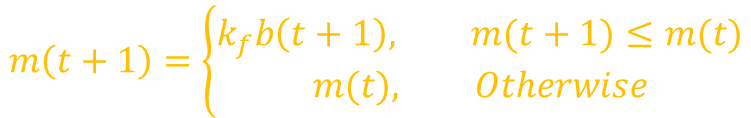 m(t + 1) = { k_f b(t + 1), m(t + 1) ≤ m(t)
m(t), Otherwise